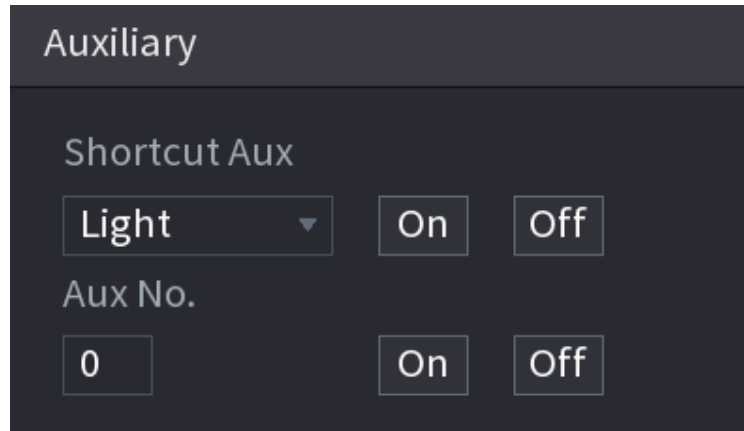 Auxiliary
Shortcut Aux
Light On Off
Aux No.
0 On Off